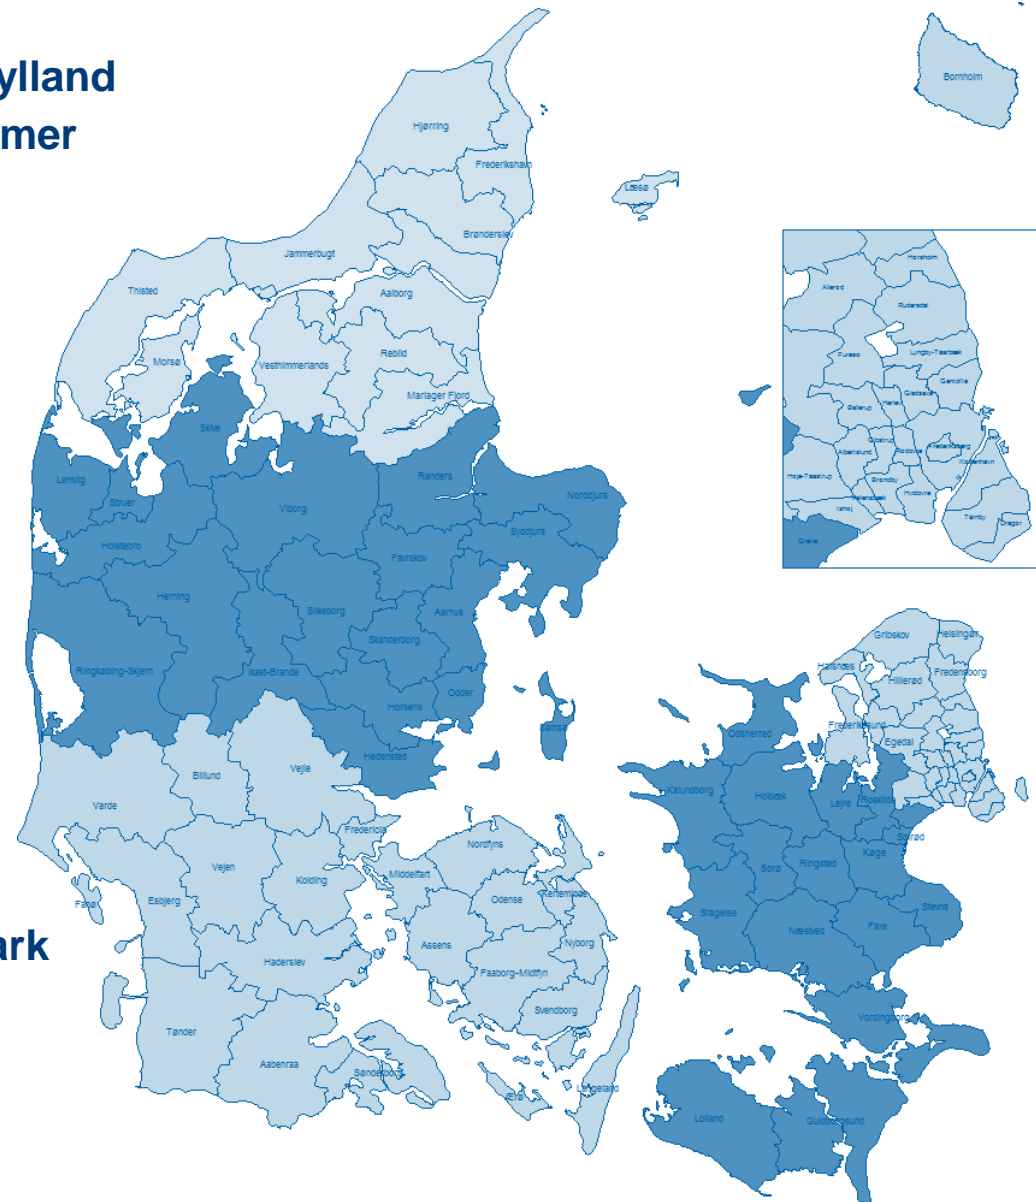 ylland
mer
Bornholm
Hjørring
Frederikshavn
Læsø
Brønderslev
Jammerbugt
Thisted
Aalborg
Morsø
Vesthimmerlands
Rebild
Mariager Fjord
Hørsholm
Allerød
Rudersdal
Furesø
Lyngby-Taarbæk
Gentofte
Gladsaxe
Ballerup
Herlev
Glostrup
Rødovre
Frederiksberg
København
Albertslund
Høje-Taastrup
Brøndby
Hvidovre
Ishøj
Tårnby
Dragør
Greve
Skive
Lemvig
Struer
Viborg
Randers
Norddjurs
Syddjurs
Holstebro
Favrskov
Herning
Silkeborg
Aarhus
Skanderborg
Ringkøbing-Skjern
Ikast-Brande
Odder
Horsens
Samsø
Hedensted
Gribskov
Helsingør
Halsnæs
Hillerød
Fredensborg
Frederikssund
Egedal
Odsherred
Kalundborg
Holbæk
Lejre
Roskilde
Solrød
Køge
Ringsted
Sorø
Slagelse
Næstved
Faxe
Stevns
Vordingborg
Lolland
Guldborgsund
Billund
Vejle
Varde
Fredericia
Vejen
Kolding
Fanø
Esbjerg
Nordfyns
Middelfart
Odense
Kerteminde
Assens
Nyborg
Faaborg-Midtfyn
Svendborg
ark
Haderslev
Tønder
Aabenraa
Sønderborg
Ærø
Langeland